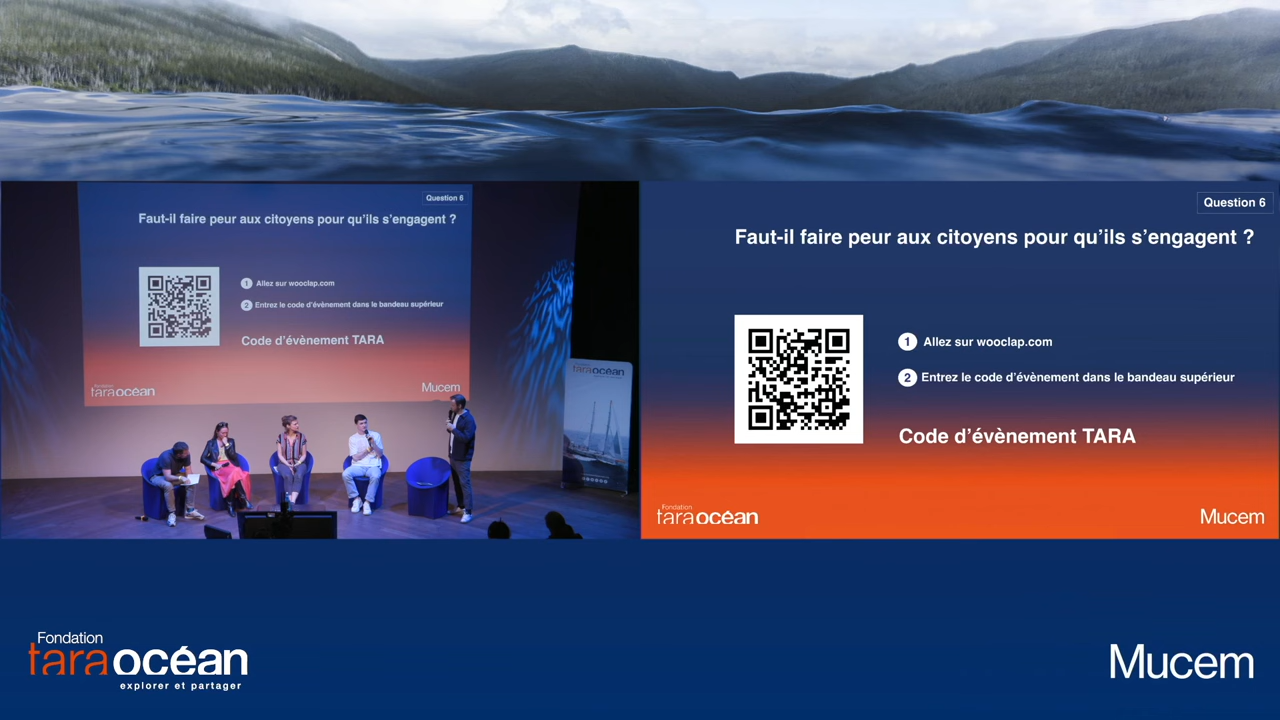 Question 6
Faut-il faire peur aux citoyens pour qu'ils s'engagent ?
1 Allez sur wooclap.com
2 Entrez le code d'évènement dans le bandeau supérieur
Code d'évènement TARA
Fondation
taraocéan
Mucem
taraocéan
Question 6
Faut-il faire peur aux citoyens pour qu'ils s'engagent ?
1 Allez sur wooclap.com
2 Entrez le code d'évènement dans le bandeau supérieur
Code d'évènement TARA
Fondation
taraocéan
Mucem
Fondation
taraocéan
explorer et partager
Mucem